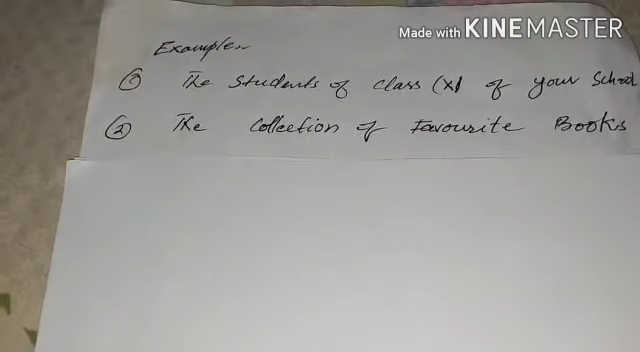 Made with KINEMASTER
Examples
① The students of class (X) of your School
② The Collection of Favourite Books